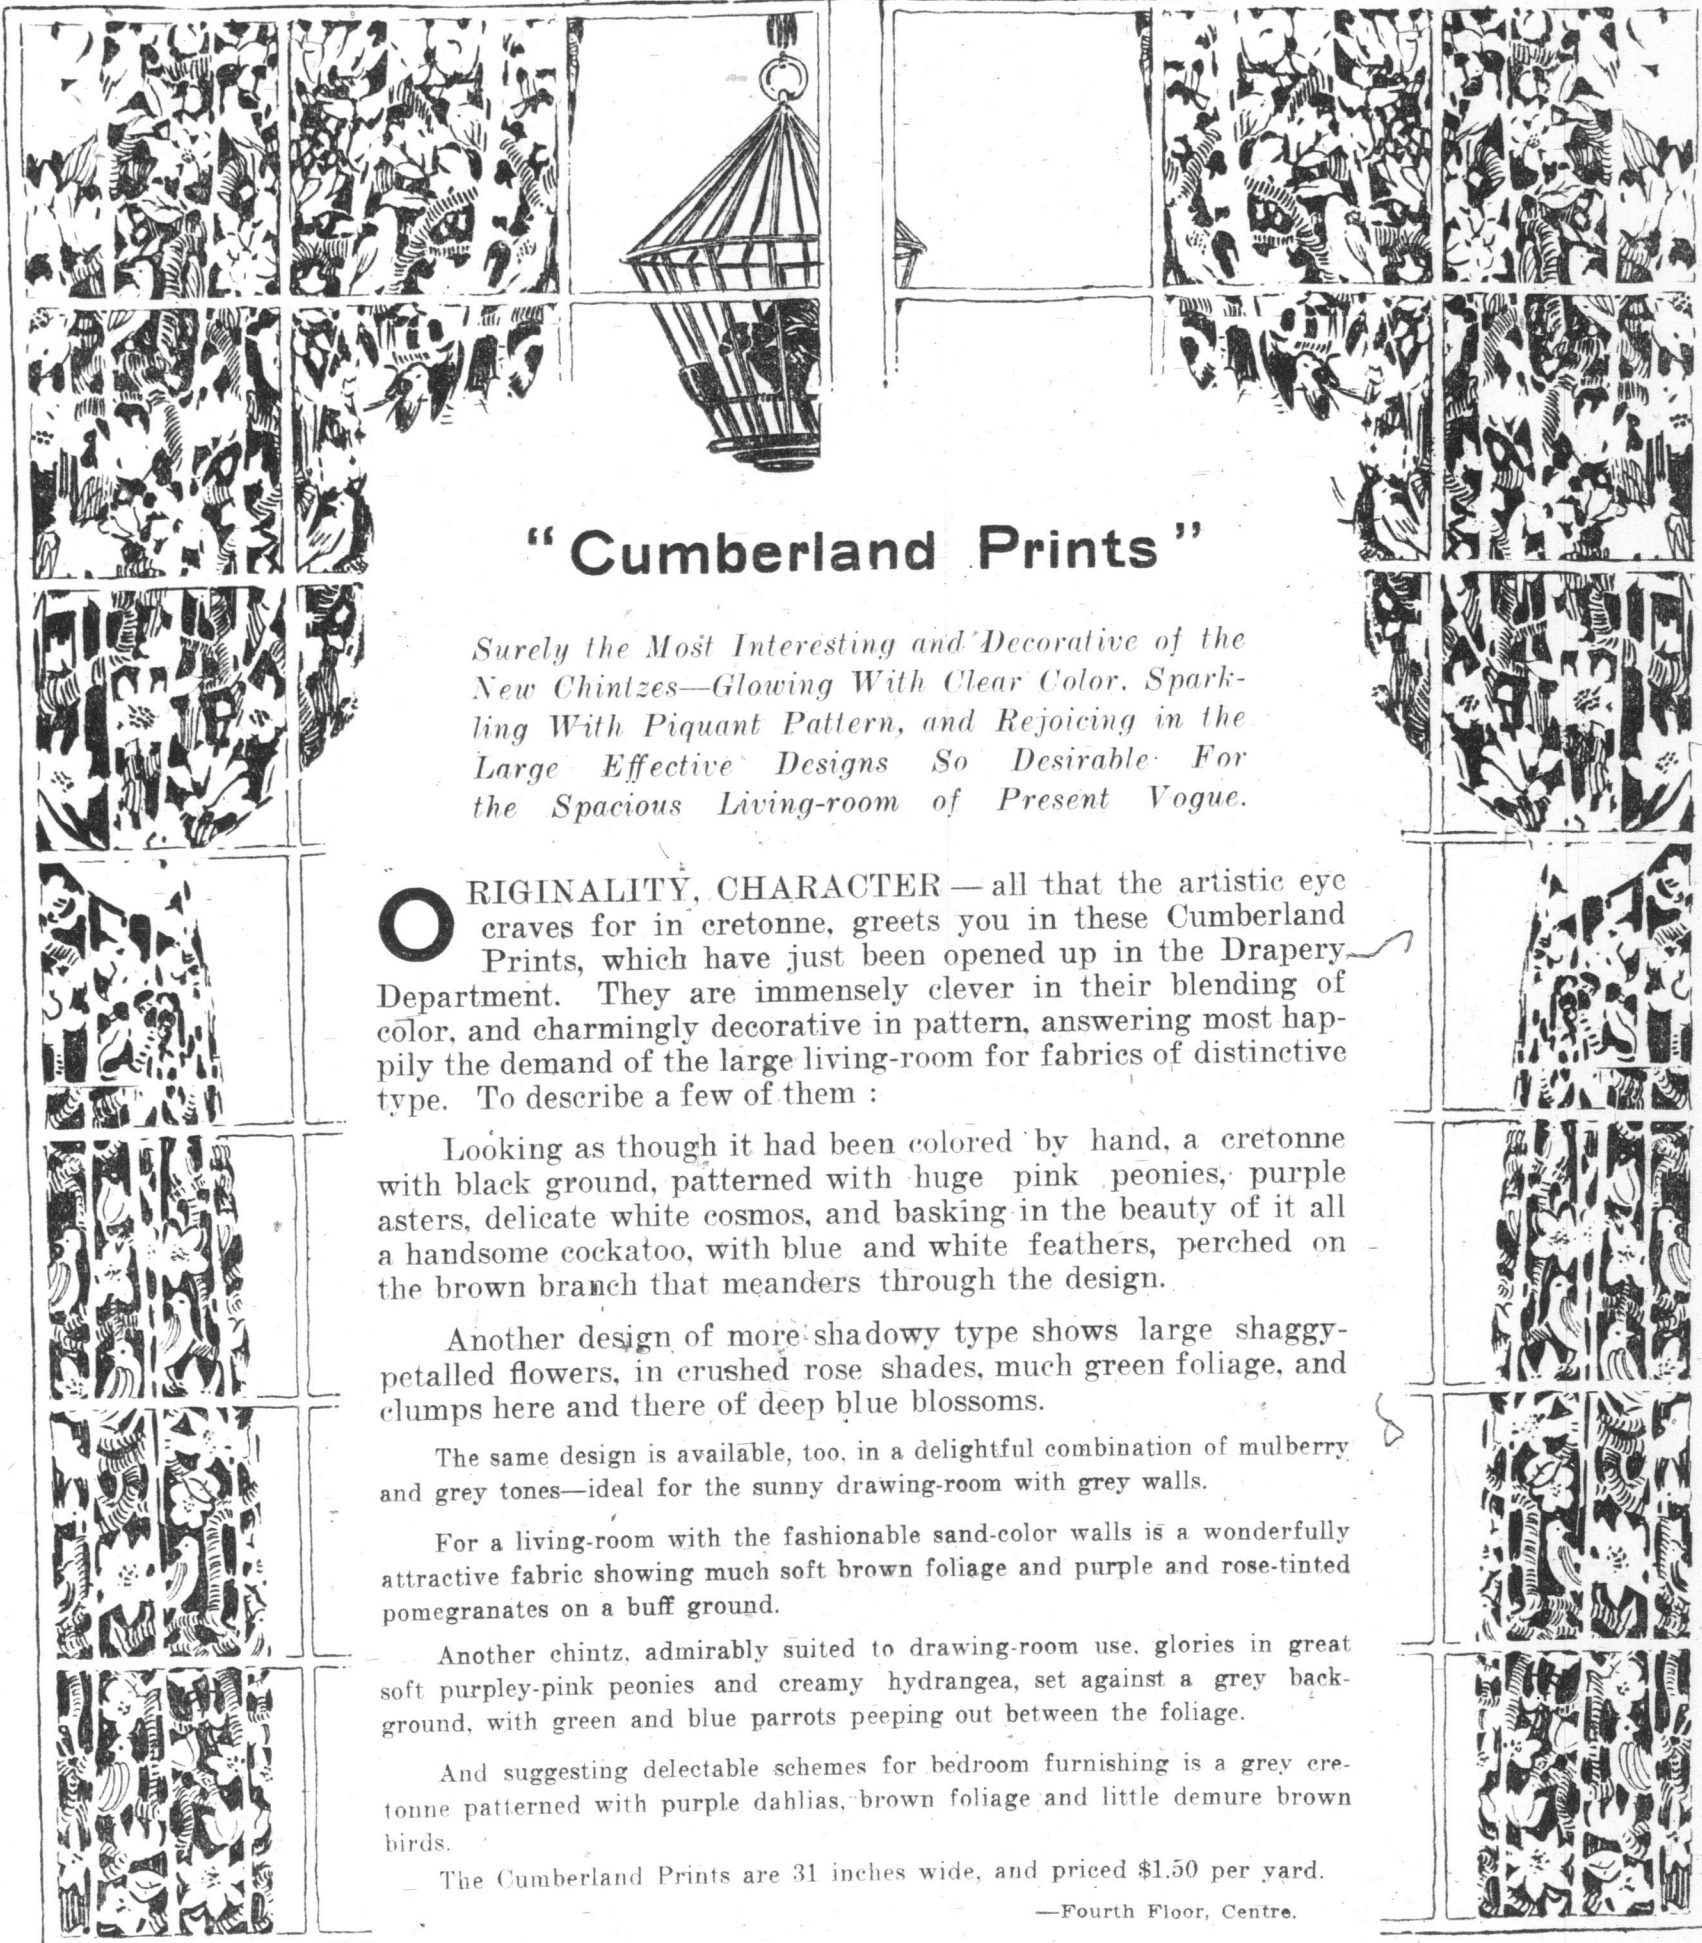 “Cumberland Prints”
Surely the Most Interesting and Decorative of the
New Chintzes—Glowing With Clear Color, Spark-
ling With Piquant Pattern, and Rejoicing in the
Large Effective Designs So Desirable For
the Spacious Living-room of Present Vogue.
ORIGINALITY, CHARACTER — all that the artistic eye
craves for in cretonne, greets you in these Cumberland
Prints, which have just been opened up in the Drapery
Department. They are immensely clever in their blending of
color, and charmingly decorative in pattern, answering most hap-
pily the demand of the large living-room for fabrics of distinctive
type. To describe a few of them :
Looking as though it had been colored by hand, a cretonne
with black ground, patterned with huge pink peonies, purple
asters, delicate white cosmos, and basking in the beauty of it all
a handsome cockatoo, with blue and white feathers, perched on
the brown branch that meanders through the design.
Another design of more shadowy type shows large shaggy-
petalled flowers, in crushed rose shades, much green foliage, and
clumps here and there of deep blue blossoms.
The same design is available, too, in a delightful combination of mulberry
and grey tones—ideal for the sunny drawing-room with grey walls.
For a living-room with the fashionable sand-color walls is a wonderfully
attractive fabric showing much soft brown foliage and purple and rose-tinted
pomegranates on a buff ground.
Another chintz, admirably suited to drawing-room use, glories in great
soft purpley-pink peonies and creamy hydrangea, set against a grey back-
ground, with green and blue parrots peeping out between the foliage.
And suggesting delectable schemes for bedroom furnishing is a grey cre-
tonne patterned with purple dahlias, brown foliage and little demure brown
birds.
The Cumberland Prints are 31 inches wide, and priced $1.50 per yard.
—Fourth Floor, Centre.